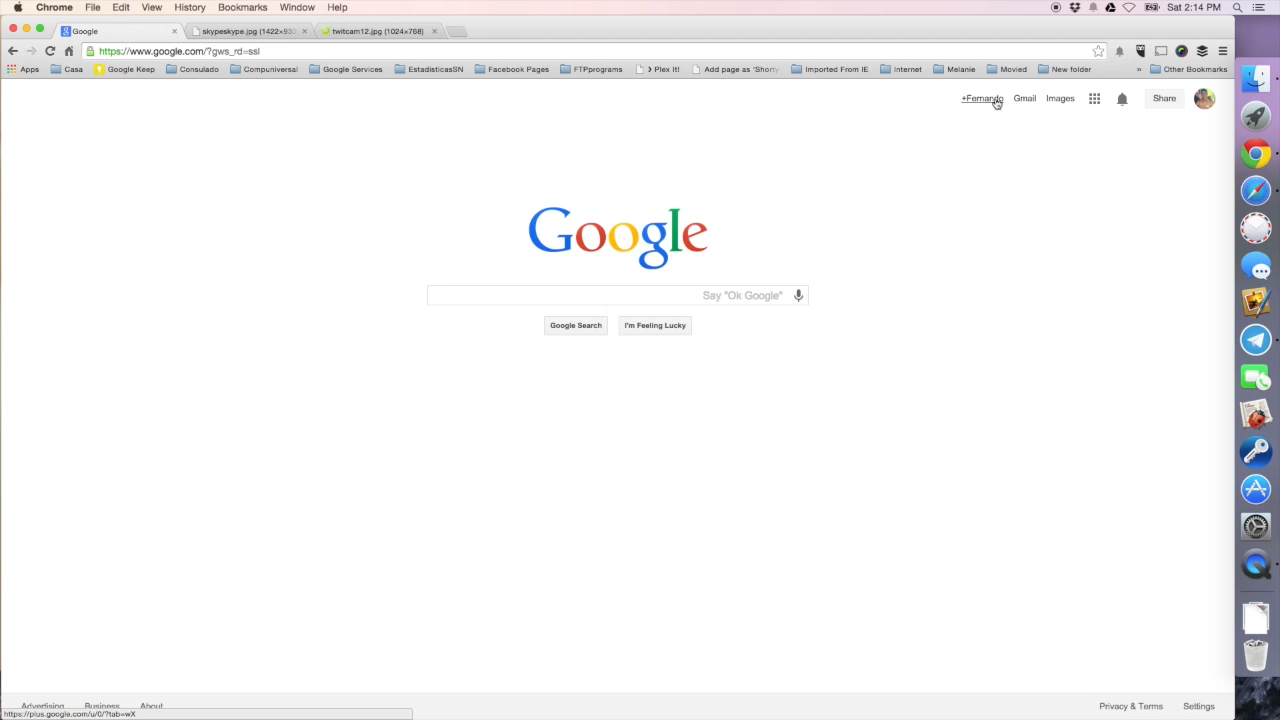 Chrome File Edit View History Bookmarks Window Help Sat 2:14 PM
Google skypeskype.jpg (1422×930 twitcam12.jpg (1024×768)
https://www.google.com/?gws_rd=ssl
Apps Casa Google Keep Consulado Compuniversal Google Services EstadisticasSN Facebook Pages FTPprograms > Plex It! Add page as 'Shorty Imported From IE Internet Melanie Movied New folder » Other Bookmarks
+Fernando Gmail Images Share
Google
Say "Ok Google"
Google Search I'm Feeling Lucky
Advertising Business About Privacy & Terms Settings
https://plus.google.com/u/0/?tab=wX